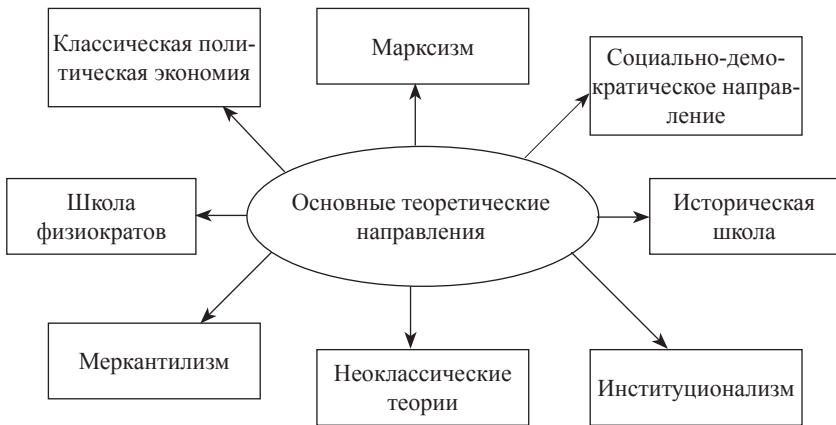 Классическая поли-
тическая экономия
Марксизм
Социально-демо-
кратическое направ-
ление
Школа
физиократов
Основные теоретические
направления
Историческая
школа
Меркантилизм
Неоклассические
теории
Институционализм